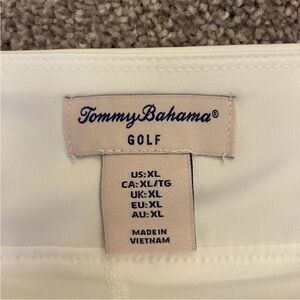 Tommy Bahama®
GOLF
US: XL
CA: XL/TG
UK: XL
EU: XL
AU: XL
MADE IN
VIETNAM